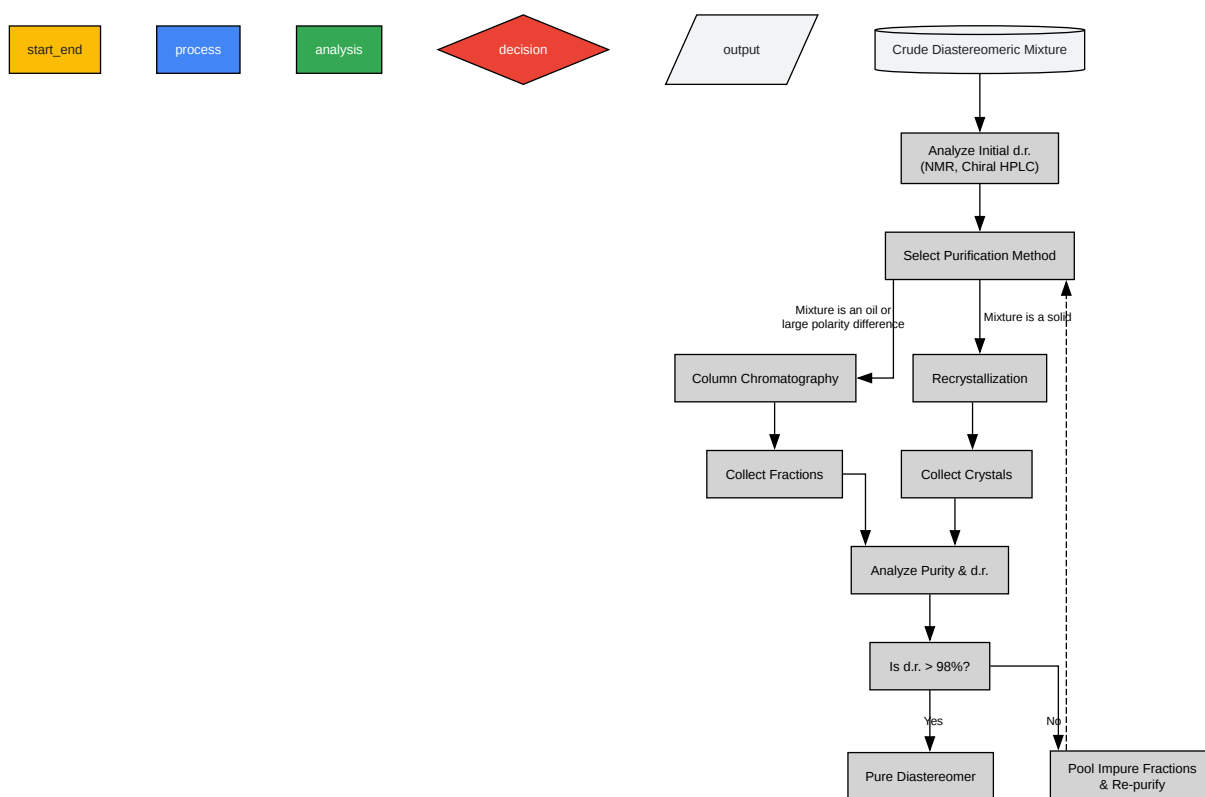 start_end
process
analysis
decision
output
Crude Diastereomeric Mixture
Analyze Initial d.r.
(NMR, Chiral HPLC)
Select Purification Method
Mixture is an oil or
large polarity difference
Mixture is a solid
Column Chromatography
Recrystallization
Collect Fractions
Collect Crystals
Analyze Purity & d.r.
Is d.r. > 98%?
Yes
No
Pure Diastereomer
Pool Impure Fractions
& Re-purify